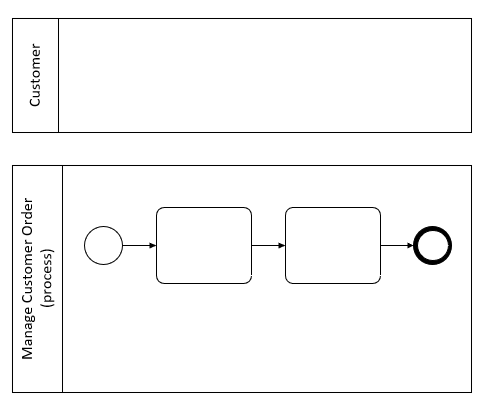 Customer
Manage Customer Order
(process)